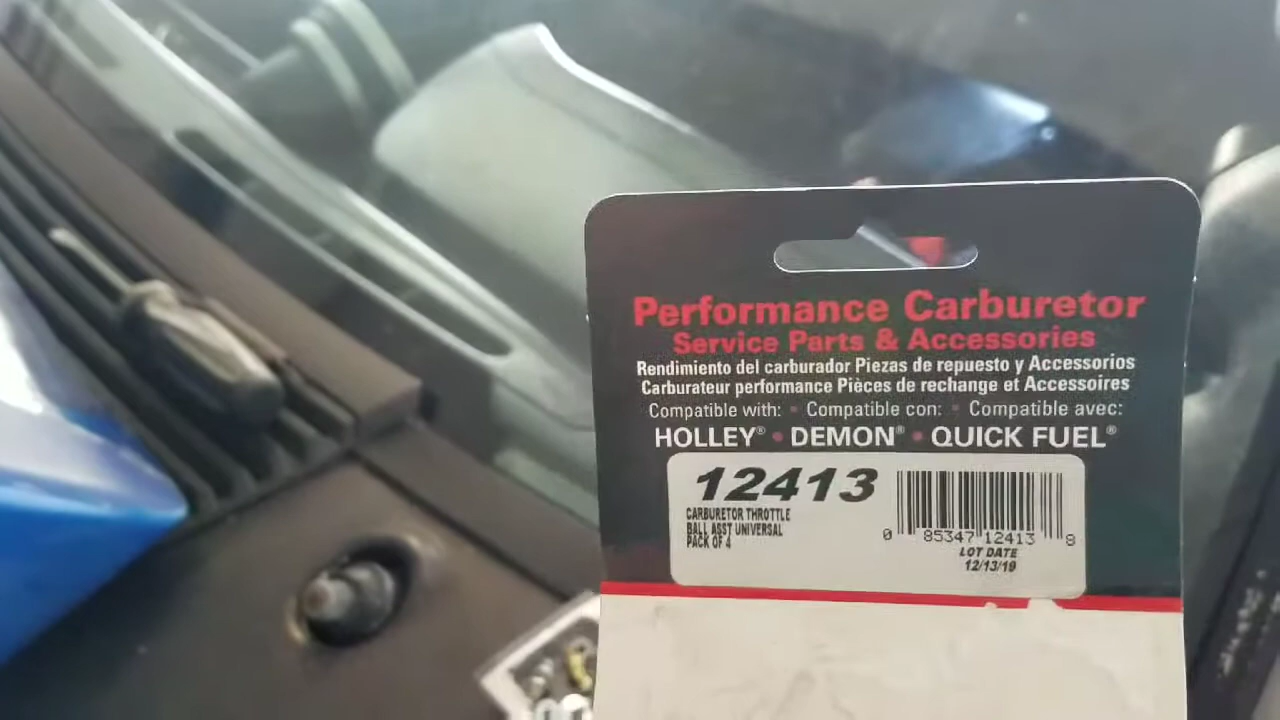 Performance Carburetor
Service Parts & Accessories
Rendimiento del carburador Piezas de repuesto y Accessorios
Carburateur performance Pièces de rechange et Accessoires
Compatible with: • Compatible con: • Compatible avec:
HOLLEY® • DEMON® • QUICK FUEL®
12413
CARBURETOR THROTTLE
BALL ASST UNIVERSAL
PACK OF 4
0 85347 12413 8
LOT DATE
12/13/19